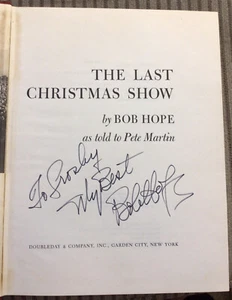 THE LAST
CHRISTMAS SHOW
by BOB HOPE
as told to Pete Martin
To Crosby
My Best
Bob Hope
DOUBLEDAY & COMPANY, INC., GARDEN CITY, NEW YORK